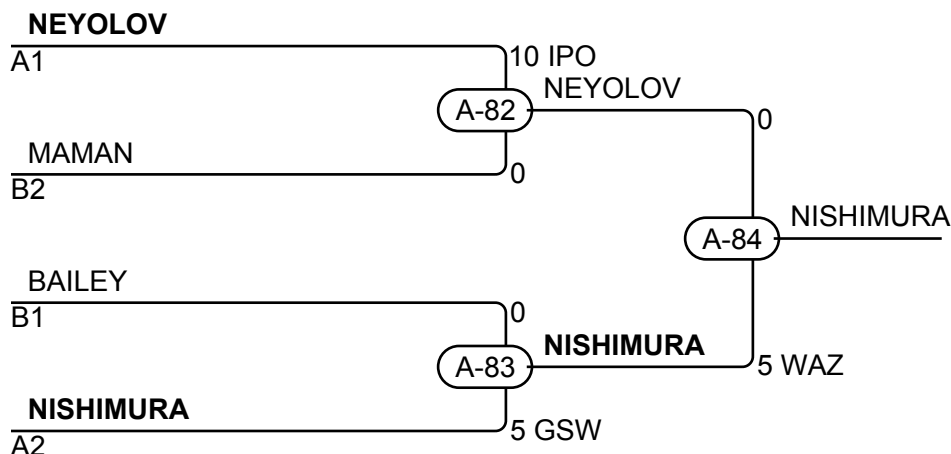 NEYOLOV
A1
10 IPO
A-82
NEYOLOV
0
MAMAN
B2
0
A-84
NISHIMURA
BAILEY
B1
0
A-83
NISHIMURA
5 WAZ
NISHIMURA
A2
5 GSW